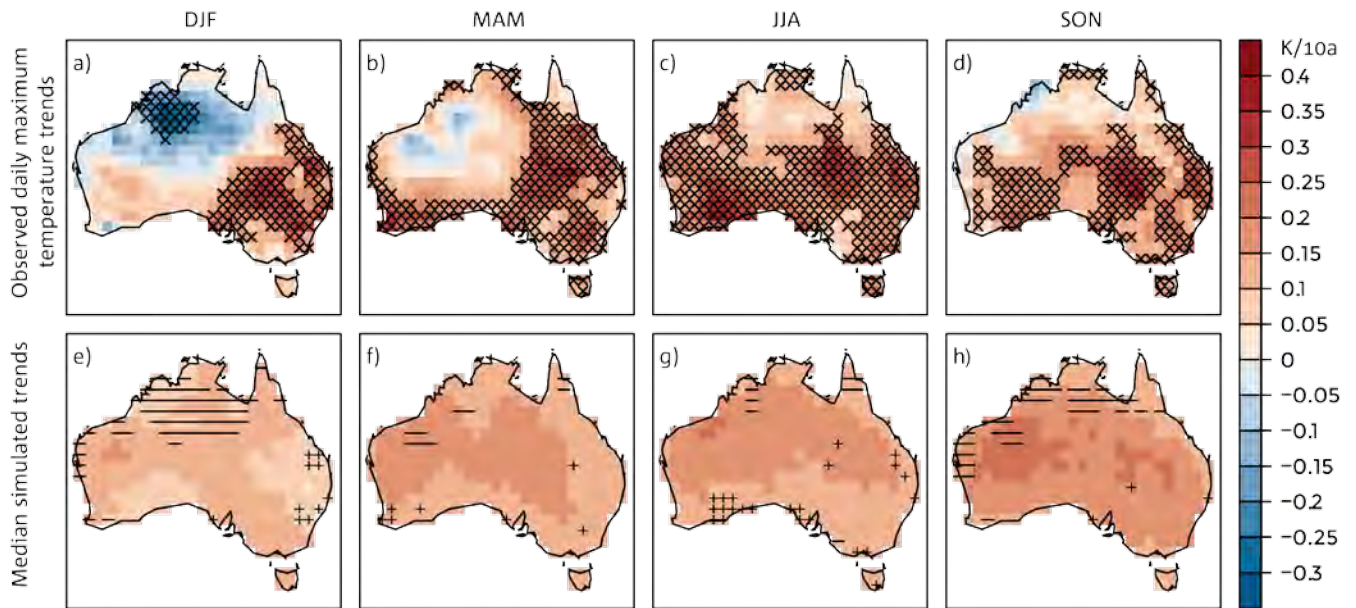 DJF
MAM
JJA
SON
Observed daily maximum
temperature trends
a)
b)
c)
d)
K/10a
0.4
0.35
0.3
0.25
0.2
0.15
0.1
0.05
0
−0.05
−0.1
−0.15
−0.2
−0.25
−0.3
Median simulated trends
e)
f)
g)
h)